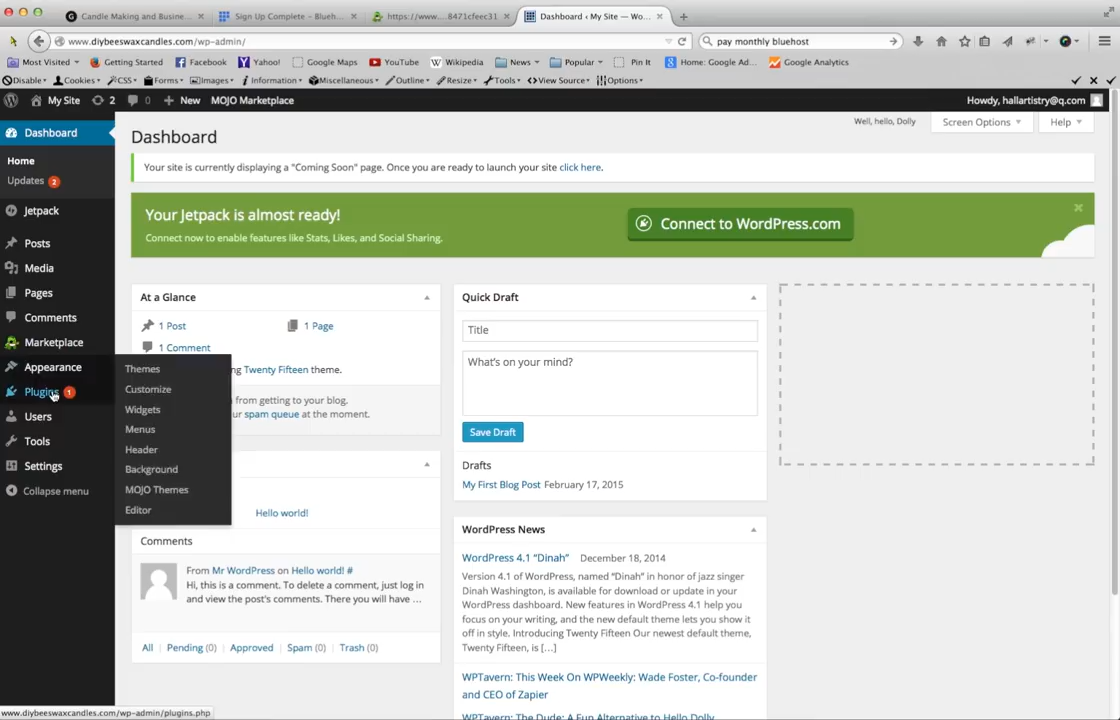 Candle Making and Busine...
Sign Up Complete – Blueh...
https://www....8471cfeec31
Dashboard ‹ My Site — Wo...
www.diybeeswaxcandles.com/wp-admin/
pay monthly bluehost
Most Visited
Getting Started
Facebook
Yahoo!
Google Maps
YouTube
Wikipedia
News
Popular
Pin It
Home: Google Ad...
Google Analytics
Disable
Cookies
CSS
Forms
Images
Information
Miscellaneous
Outline
Resize
Tools
View Source
Options
My Site
2
0
New
MOJO Marketplace
Howdy, hallartistry@q.com
Dashboard
Home
Updates 2
Jetpack
Posts
Media
Pages
Comments
Marketplace
Appearance
Plugins 1
Users
Tools
Settings
Collapse menu
Themes
Customize
Widgets
Menus
Header
Background
MOJO Themes
Editor
Dashboard
Well, hello, Dolly
Screen Options
Help
Your site is currently displaying a "Coming Soon" page. Once you are ready to launch your site click here.
Your Jetpack is almost ready!
Connect now to enable features like Stats, Likes, and Social Sharing.
Connect to WordPress.com
At a Glance
1 Post
1 Page
1 Comment
Twenty Fifteen theme.
from getting to your blog.
spam queue at the moment.
Hello world!
Comments
From Mr WordPress on Hello world! #
Hi, this is a comment. To delete a comment, just log in
and view the post's comments. There you will have ...
All
Pending (0)
Approved
Spam (0)
Trash (0)
Quick Draft
Title
What's on your mind?
Save Draft
Drafts
My First Blog Post February 17, 2015
WordPress News
WordPress 4.1 "Dinah" December 18, 2014
Version 4.1 of WordPress, named "Dinah" in honor of jazz singer
Dinah Washington, is available for download or update in your
WordPress dashboard. New features in WordPress 4.1 help you
focus on your writing, and the new default theme lets you show it
off in style. Introducing Twenty Fifteen Our newest default theme,
Twenty Fifteen, is [...]
WPTavern: This Week On WPWeekly: Wade Foster, Co-founder
and CEO of Zapier
WPTavern: The Dude: A Fun Alternative to Hello Dolly
www.diybeeswaxcandles.com/wp-admin/plugins.php